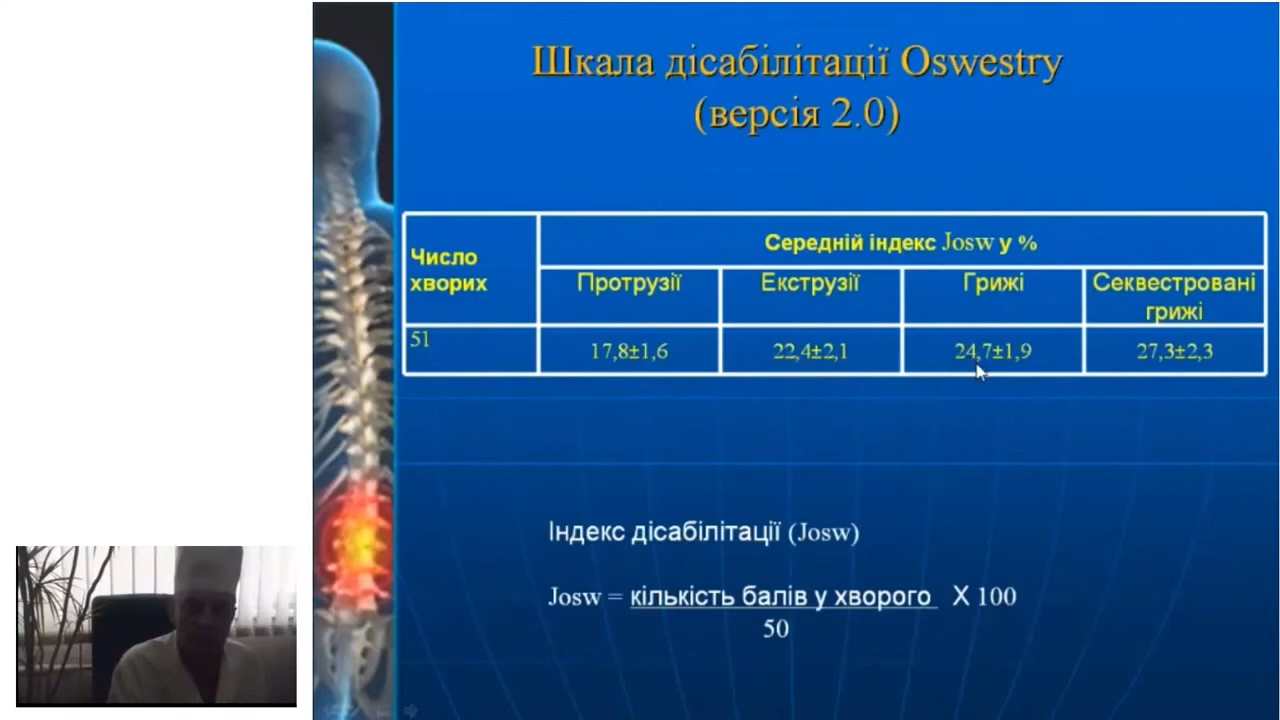 Шкала дісабілітації Oswestry
(версія 2.0)
Число
хворих
Середній індекс Josw у %
Протрузії
Екструзії
Грижі
Секвестровані
грижі
51
17,8±1,6
22,4±2,1
24,7±1,9
27,3±2,3
Індекс дісабілітації (Josw)
Josw = кількість балів у хворого X 100
50